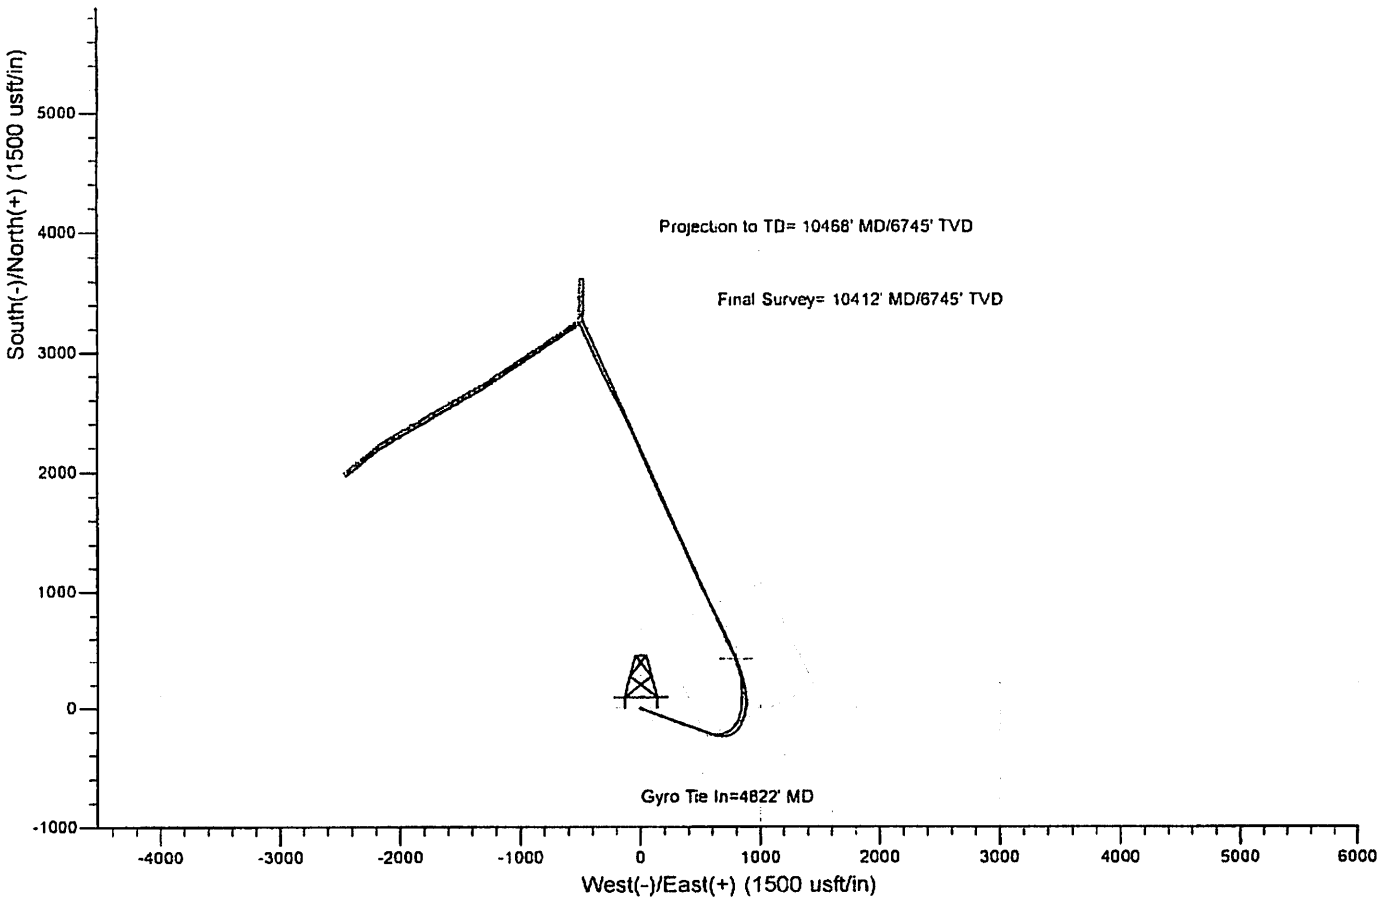 South(-)/North(+) (1500 usft/in)
5000
4000
3000
2000
1000
0
-1000
Projection to TD= 10468' MD/6745' TVD
Final Survey= 10412' MD/6745' TVD
Gyro Tie In=4822' MD
-4000 -3000 -2000 -1000 0 1000 2000 3000 4000 5000 6000
West(-)/East(+) (1500 usft/in)